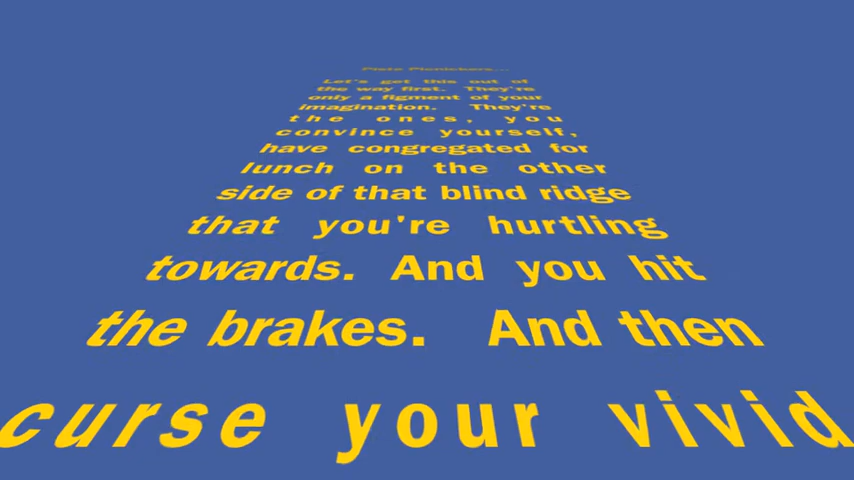 Piste Picnickers...
Let's get this out of
the way first. They're
only a figment of your
imagination. They're
the ones, you
convince yourself,
have congregated for
lunch on the other
side of that blind ridge
that you're hurtling
towards. And you hit
the brakes. And then
curse your vivid